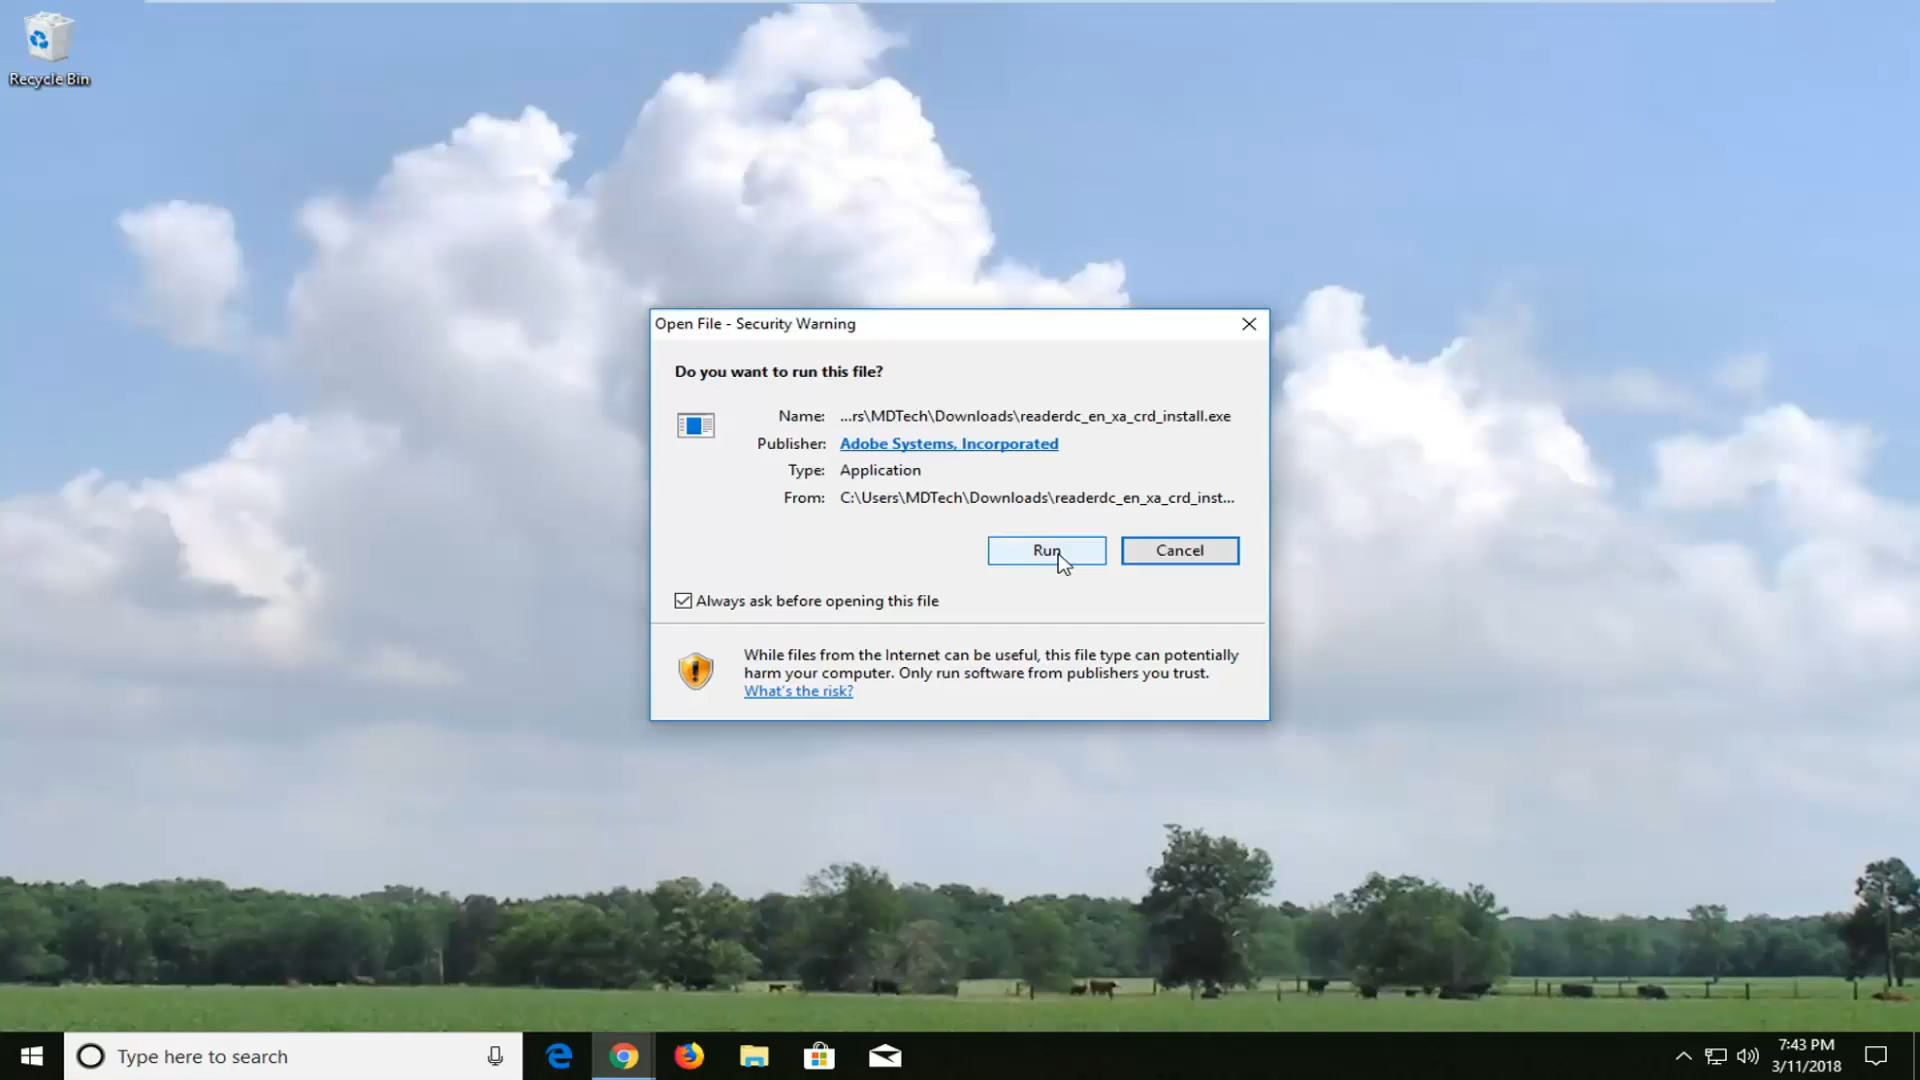 Recycle Bin
Open File - Security Warning
Do you want to run this file?
Name: ...rs\MDTech\Downloads\readerdc_en_xa_crd_install.exe
Publisher: Adobe Systems, Incorporated
Type: Application
From: C:\Users\MDTech\Downloads\readerdc_en_xa_crd_inst...
Run Cancel
Always ask before opening this file
While files from the Internet can be useful, this file type can potentially
harm your computer. Only run software from publishers you trust.
What's the risk?
Type here to search
7:43 PM
3/11/2018